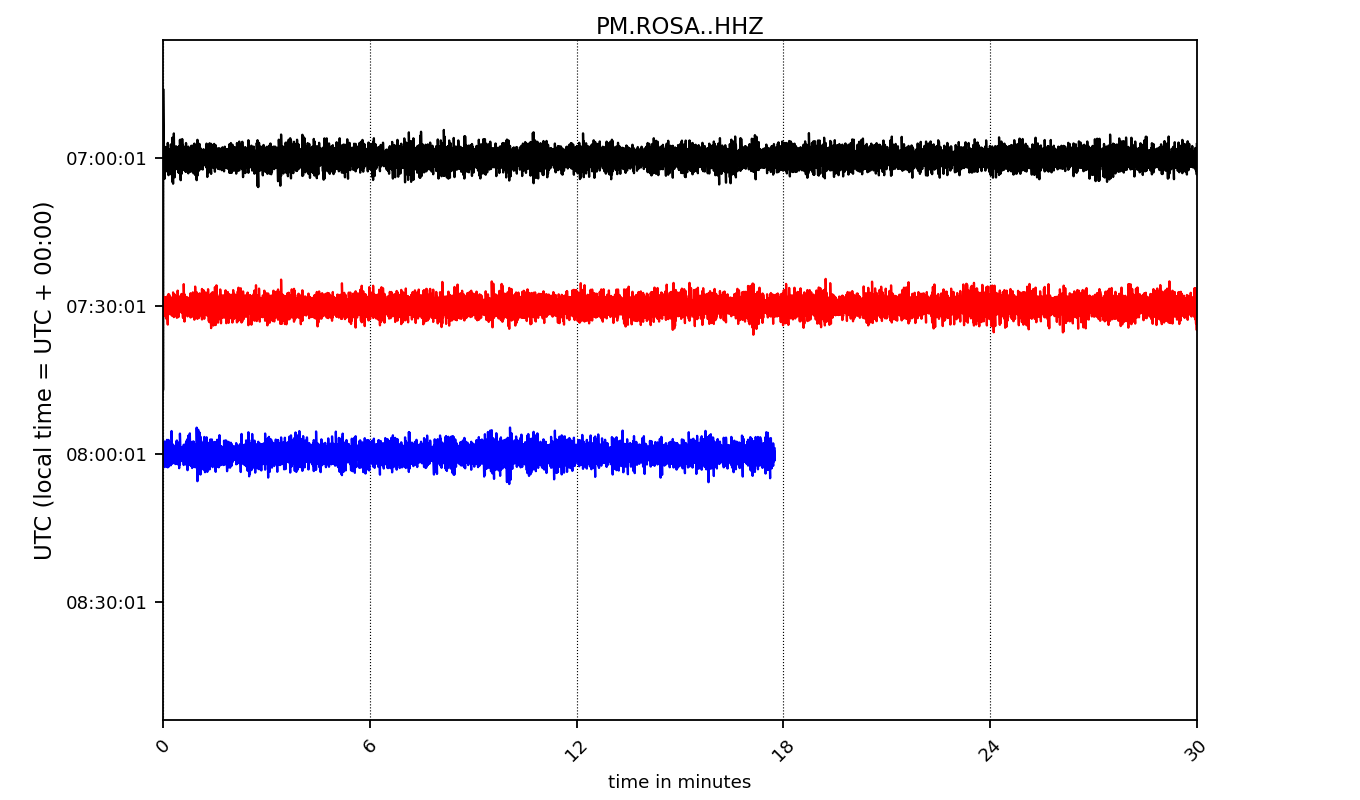 PM.ROSA..HHZ
UTC (local time = UTC + 00:00)
07:00:01
07:30:01
08:00:01
08:30:01
0 6 12 18 24 30
time in minutes